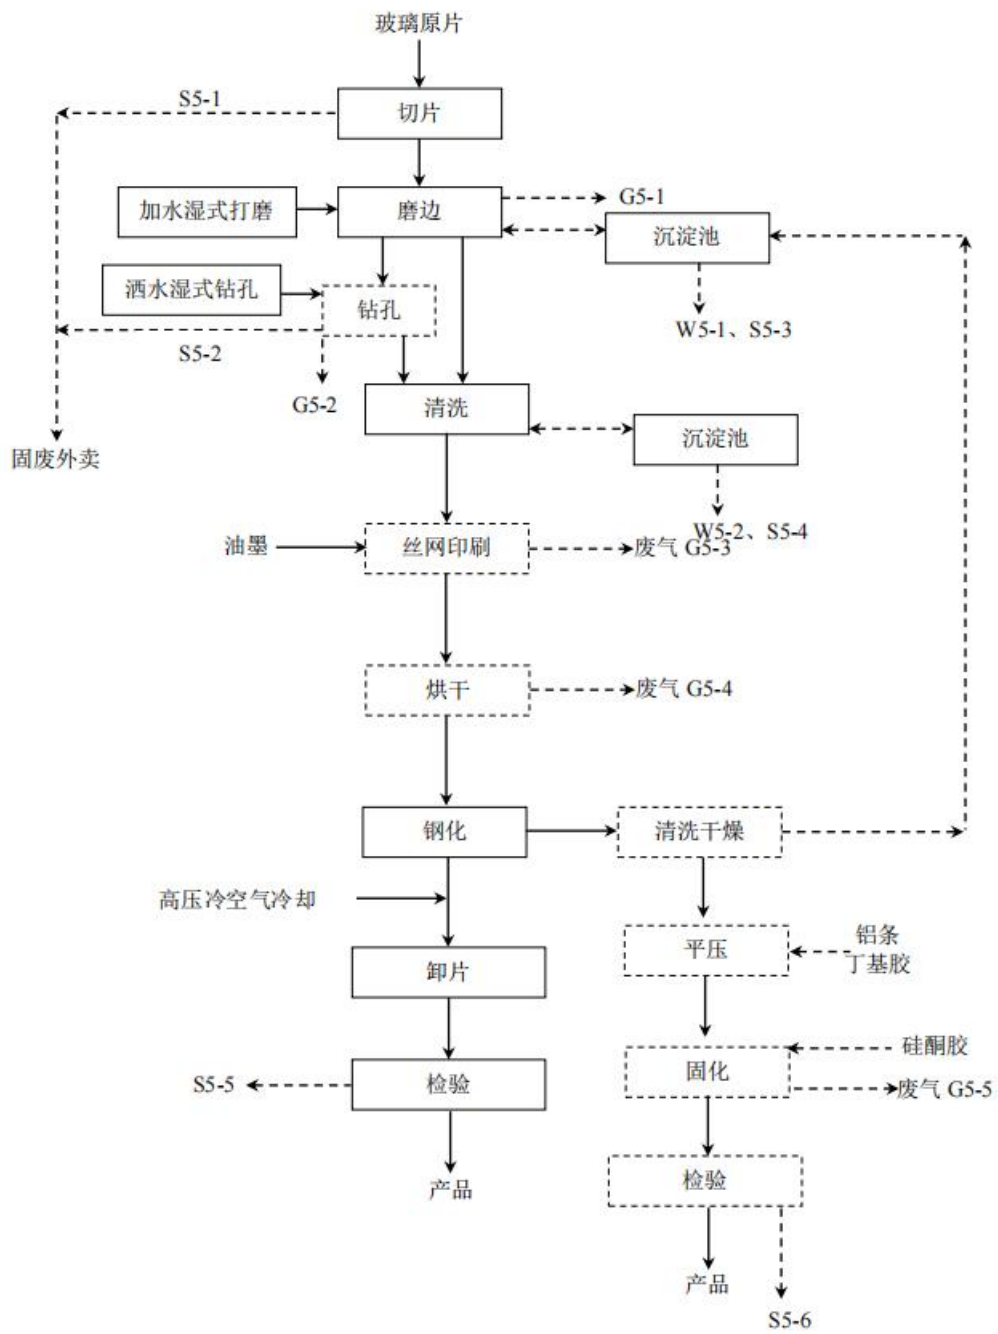 玻璃原片
S5-1
切片
加水湿式打磨
磨边
G5-1
沉淀池
洒水湿式钻孔
钻孔
W5-1、S5-3
S5-2
G5-2
清洗
沉淀池
固废外卖
W5-2、S5-4
油墨
丝网印刷
废气 G5-3
烘干
废气 G5-4
钢化
清洗干燥
高压冷空气冷却
平压
铝条
丁基胶
卸片
硅酮胶
固化
废气 G5-5
S5-5
检验
检验
产品
产品
S5-6